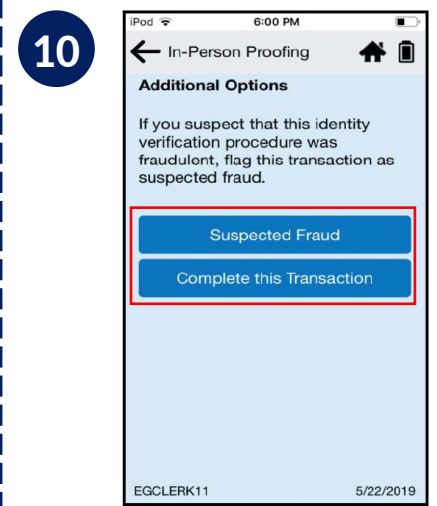 10
iPod 6:00 PM
In-Person Proofing
Additional Options
If you suspect that this identity
verification procedure was
fraudulent, flag this transaction as
suspected fraud.
Suspected Fraud
Complete this Transaction
EGCLERK11 5/22/2019